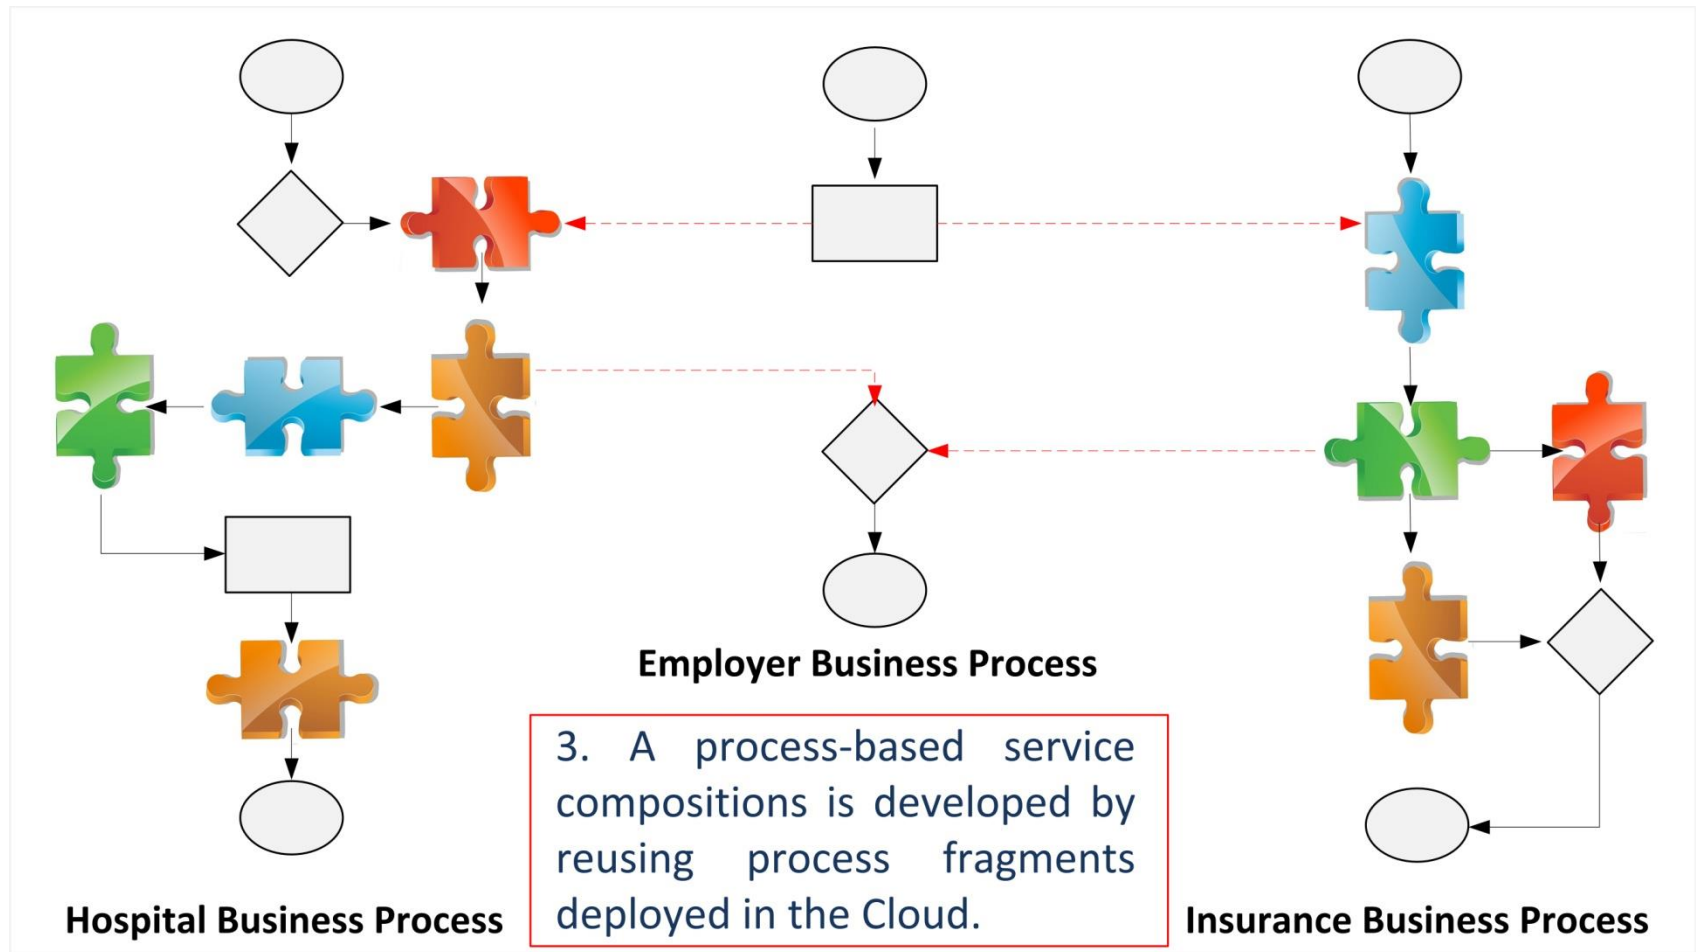 Employer Business Process
3. A process-based service
compositions is developed by
reusing process fragments
deployed in the Cloud.
Hospital Business Process
Insurance Business Process